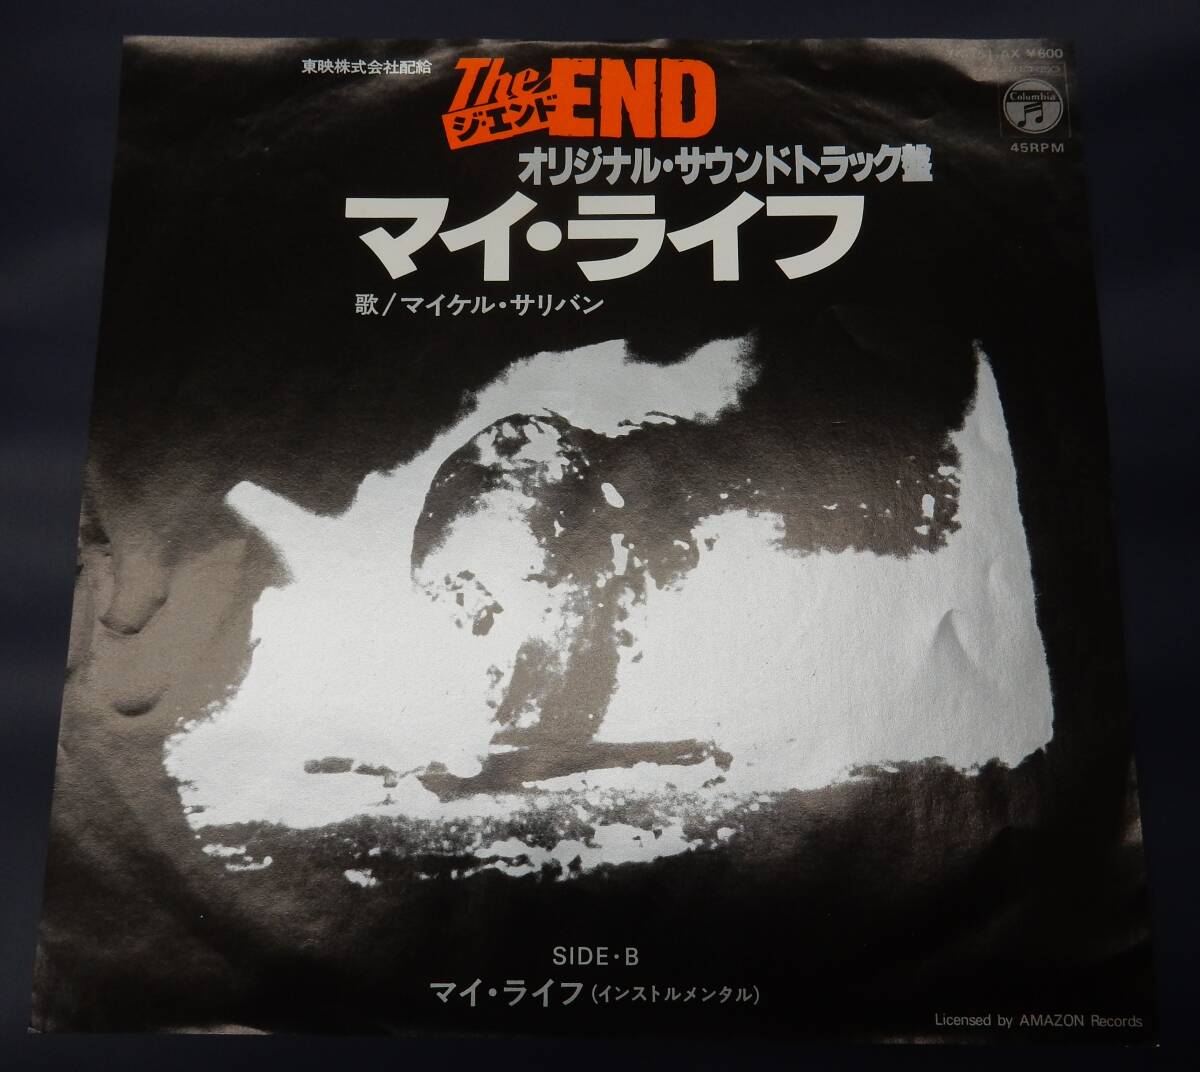 東映株式会社配給
The END
ジ・エンド
オリジナル・サウンドトラック盤
マイ・ライフ
歌/マイケル・サリバン
¥600
Columbia
45RPM
SIDE・B
マイ・ライフ(インストルメンタル)
Licensed by AMAZON Records